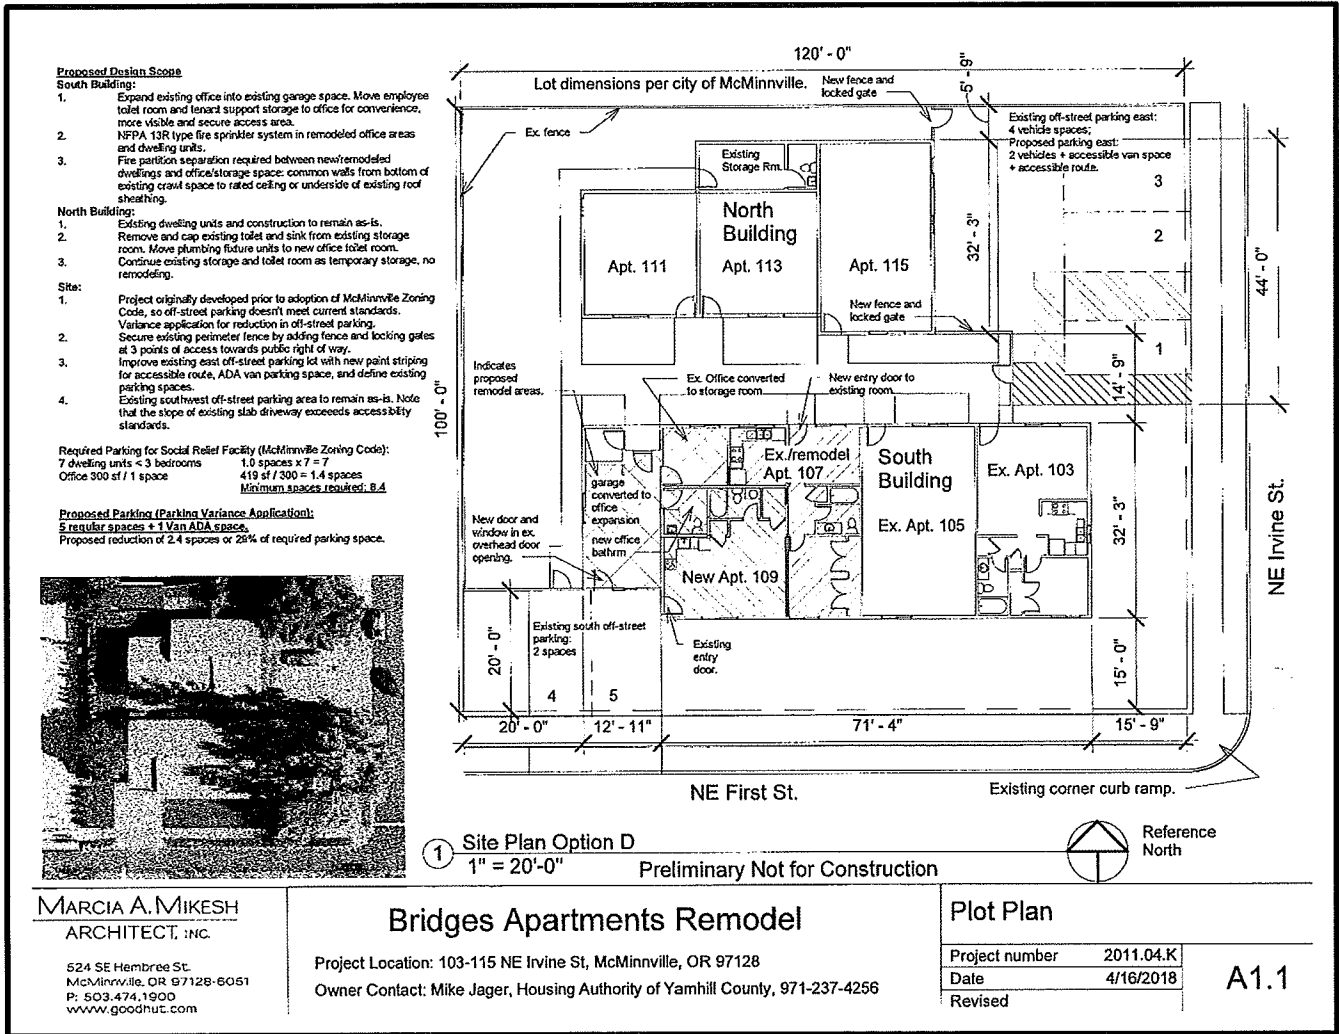 Proposed Design Scope
South Building:
1. Expand existing office into existing garage space. Move employee
toilet room and tenant support storage to office for convenience,
more visible and secure access area.
2. NFPA 13R type fire sprinkler system in remodeled office areas
and dwelling units.
3. Fire partition separation required between new/remodeled
dwellings and office/storage space: common walls from bottom of
existing crawl space to rated ceiling or underside of existing roof
sheathing.
North Building:
1. Existing dwelling units and construction to remain as-is.
2. Remove and cap existing toilet and sink from existing storage
room. Move plumbing fixture units to new office toilet room.
3. Continue existing storage and toilet room as temporary storage, no
remodeling.
Site:
1. Project originally developed prior to adoption of McMinnville Zoning
Code, so off-street parking doesn't meet current standards.
Variance application for reduction in off-street parking.
2. Secure existing perimeter fence by adding fence and locking gates
at 3 points of access towards public right of way.
3. Improve existing east off-street parking lot with new paint striping
for accessible route, ADA van parking space, and define existing
parking spaces.
4. Existing southwest off-street parking area to remain as-is. Note
that the slope of existing slab driveway exceeds accessibility
standards.
Required Parking for Social Relief Facility (McMinnville Zoning Code):
7 dwelling units < 3 bedrooms 1.0 spaces x 7 = 7
Office 300 sf / 1 space 419 sf / 300 = 1.4 spaces
Minimum spaces required: 8.4
Proposed Parking (Parking Variance Application):
5 regular spaces + 1 Van ADA space.
Proposed reduction of 2.4 spaces or 29% of required parking space.
120' - 0"
Lot dimensions per city of McMinnville.
New fence and
locked gate
5' - 9"
Existing off-street parking east:
4 vehicle spaces;
Proposed parking east:
2 vehicles + accessible van space
+ accessible route.
Ex. fence
Existing
Storage Rm.
North
Building
Apt. 111
Apt. 113
Apt. 115
32' - 3"
3
2
1
44' - 0"
New fence and
locked gate
14' - 9"
100' - 0"
Indicates
proposed
remodel areas.
Ex. Office converted
to storage room
New entry door to
existing room.
Ex./remodel
Apt. 107
South
Building
Ex. Apt. 105
Ex. Apt. 103
garage
converted to
office
expansion
new office
bathrm
New door and
window in ex.
overhead door
opening.
New Apt. 109
32' - 3"
NE Irvine St.
Existing south off-street
parking:
2 spaces
Existing
entry
door.
20' - 0"
4
5
15' - 0"
20' - 0"
12' - 11"
71' - 4"
15' - 9"
NE First St.
Existing corner curb ramp.
1
Site Plan Option D
1" = 20'-0"
Preliminary Not for Construction
Reference
North
MARCIA A. MIKESH
ARCHITECT, INC.
524 SE Hembree St.
McMinnville, OR 97128-6051
P: 503.474.1900
www.goodhut.com
Bridges Apartments Remodel
Project Location: 103-115 NE Irvine St, McMinnville, OR 97128
Owner Contact: Mike Jager, Housing Authority of Yamhill County, 971-237-4256
Plot Plan
Project number 2011.04.K
Date 4/16/2018
Revised
A1.1